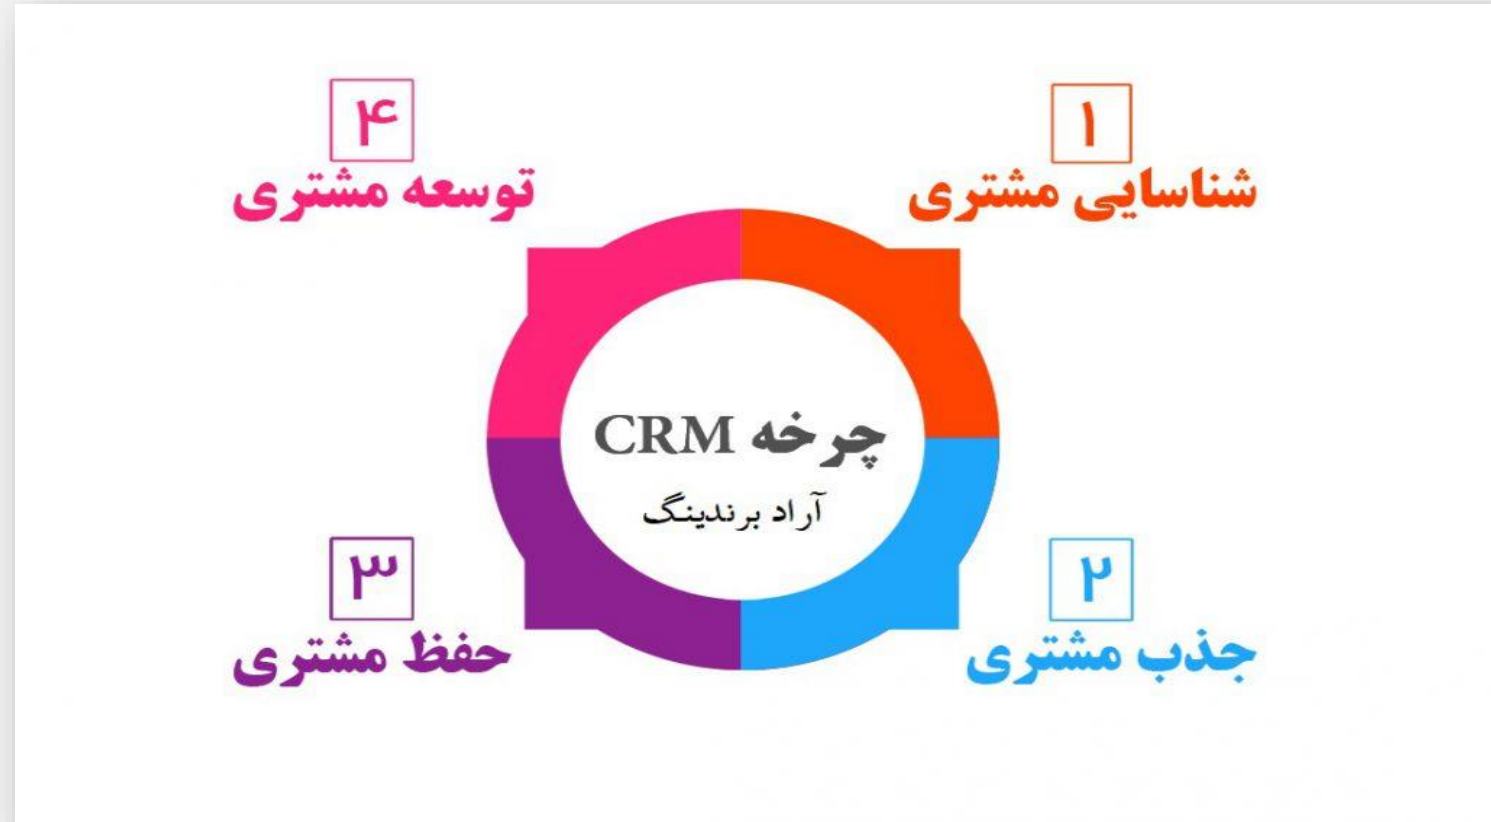 ۱
شناسایی مشتری
۲
جذب مشتری
۳
حفظ مشتری
۴
توسعه مشتری
چرخه CRM
آراد برندینگ